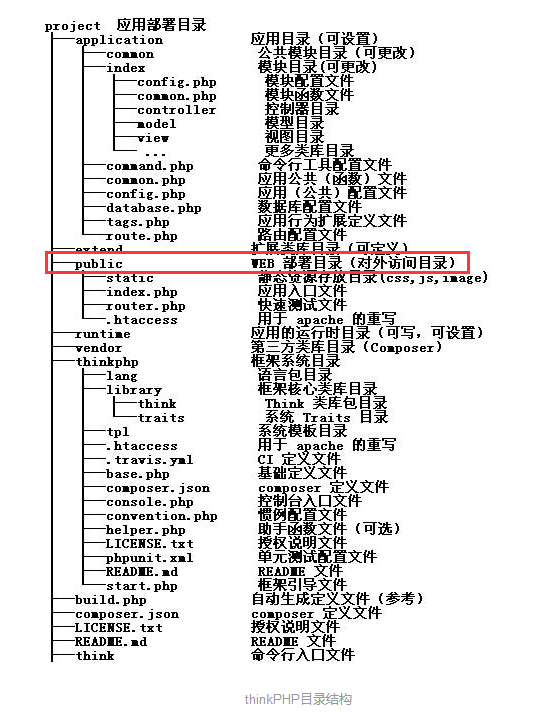 project 应用部署目录
application 应用目录（可设置）
common 公共模块目录（可更改）
index 模块目录(可更改)
config.php 模块配置文件
common.php 模块函数文件
controller 控制器目录
model 模型目录
view 视图目录
... 更多类库目录
command.php 命令行工具配置文件
common.php 应用公共（函数）文件
config.php 应用（公共）配置文件
database.php 数据库配置文件
tags.php 应用行为扩展定义文件
route.php 路由配置文件
extend 扩展类库目录（可定义）
public WEB 部署目录（对外访问目录）
static 静态资源存放目录(css,js,image)
index.php 应用入口文件
router.php 快速测试文件
.htaccess 用于 apache 的重写
runtime 应用的运行时目录（可写，可设置）
vendor 第三方类库目录（Composer）
thinkphp 框架系统目录
lang 语言包目录
library 框架核心类库目录
think Think 类库包目录
traits 系统 Traits 目录
tpl 系统模板目录
.htaccess 用于 apache 的重写
.travis.yml CI 定义文件
base.php 基础定义文件
composer.json composer 定义文件
console.php 控制台入口文件
convention.php 惯例配置文件
helper.php 助手函数文件（可选）
LICENSE.txt 授权说明文件
phpunit.xml 单元测试配置文件
README.md README 文件
start.php 框架引导文件
build.php 自动生成定义文件（参考）
composer.json composer 定义文件
LICENSE.txt 授权说明文件
README.md README 文件
think 命令行入口文件
thinkPHP目录结构